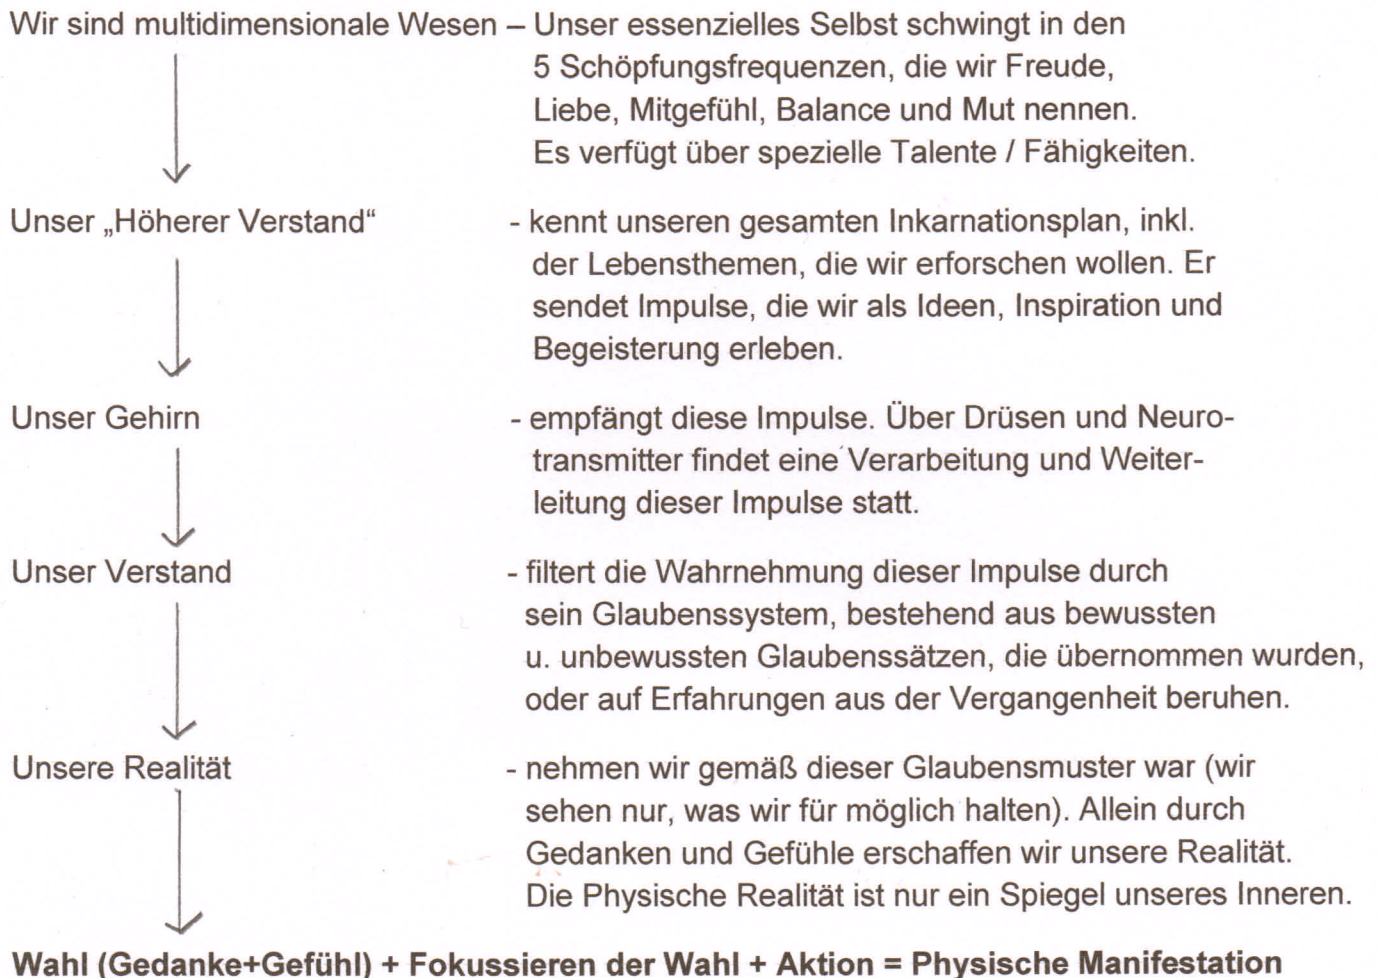 Wir sind multidimensionale Wesen – Unser essenzielles Selbst schwingt in den
5 Schöpfungsfrequenzen, die wir Freude,
Liebe, Mitgefühl, Balance und Mut nennen.
Es verfügt über spezielle Talente / Fähigkeiten.
Unser „Höherer Verstand“ - kennt unseren gesamten Inkarnationsplan, inkl.
der Lebensthemen, die wir erforschen wollen. Er
sendet Impulse, die wir als Ideen, Inspiration und
Begeisterung erleben.
Unser Gehirn - empfängt diese Impulse. Über Drüsen und Neuro-
transmitter findet eine Verarbeitung und Weiter-
leitung dieser Impulse statt.
Unser Verstand - filtert die Wahrnehmung dieser Impulse durch
sein Glaubenssystem, bestehend aus bewussten
u. unbewussten Glaubenssätzen, die übernommen wurden,
oder auf Erfahrungen aus der Vergangenheit beruhen.
Unsere Realität - nehmen wir gemäß dieser Glaubensmuster war (wir
sehen nur, was wir für möglich halten). Allein durch
Gedanken und Gefühle erschaffen wir unsere Realität.
Die Physische Realität ist nur ein Spiegel unseres Inneren.
Wahl (Gedanke+Gefühl) + Fokussieren der Wahl + Aktion = Physische Manifestation